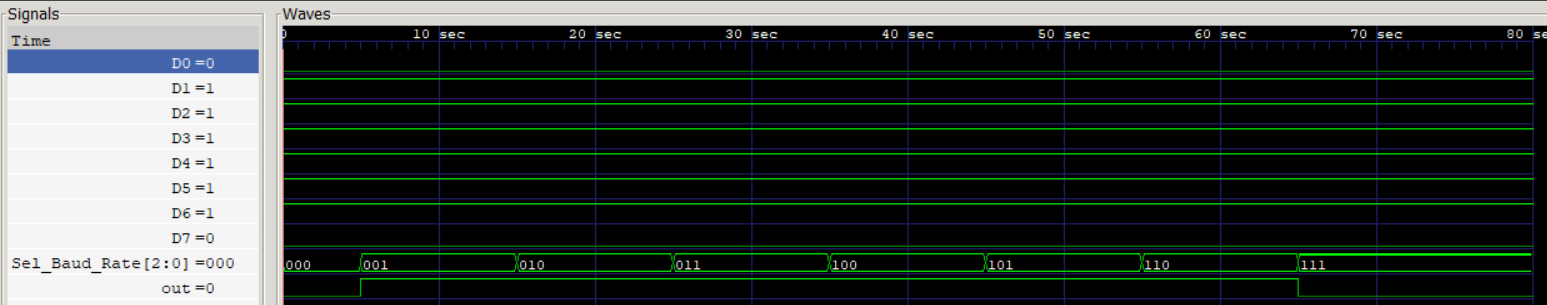 Signals
Waves
Time
0 10 sec 20 sec 30 sec 40 sec 50 sec 60 sec 70 sec 80 se
D0 =0
D1 =1
D2 =1
D3 =1
D4 =1
D5 =1
D6 =1
D7 =0
Sel_Baud_Rate[2:0] =000
000 001 010 011 100 101 110 111
out =0